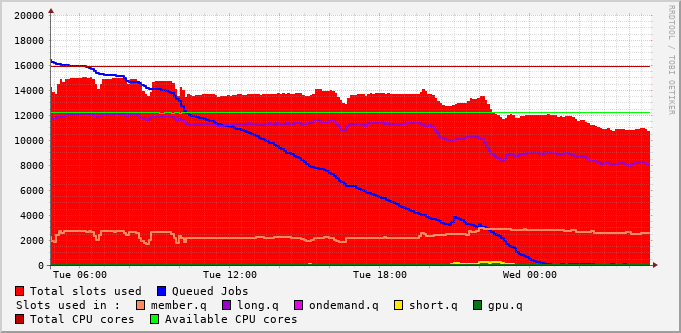 20000
18000
16000
14000
12000
10000
8000
6000
4000
2000
0
Tue 06:00 Tue 12:00 Tue 18:00 Wed 00:00
RRDTOOL / TOBI OETIKER
Total slots used Queued Jobs
Slots used in : member.q long.q ondemand.q short.q gpu.q
Total CPU cores Available CPU cores